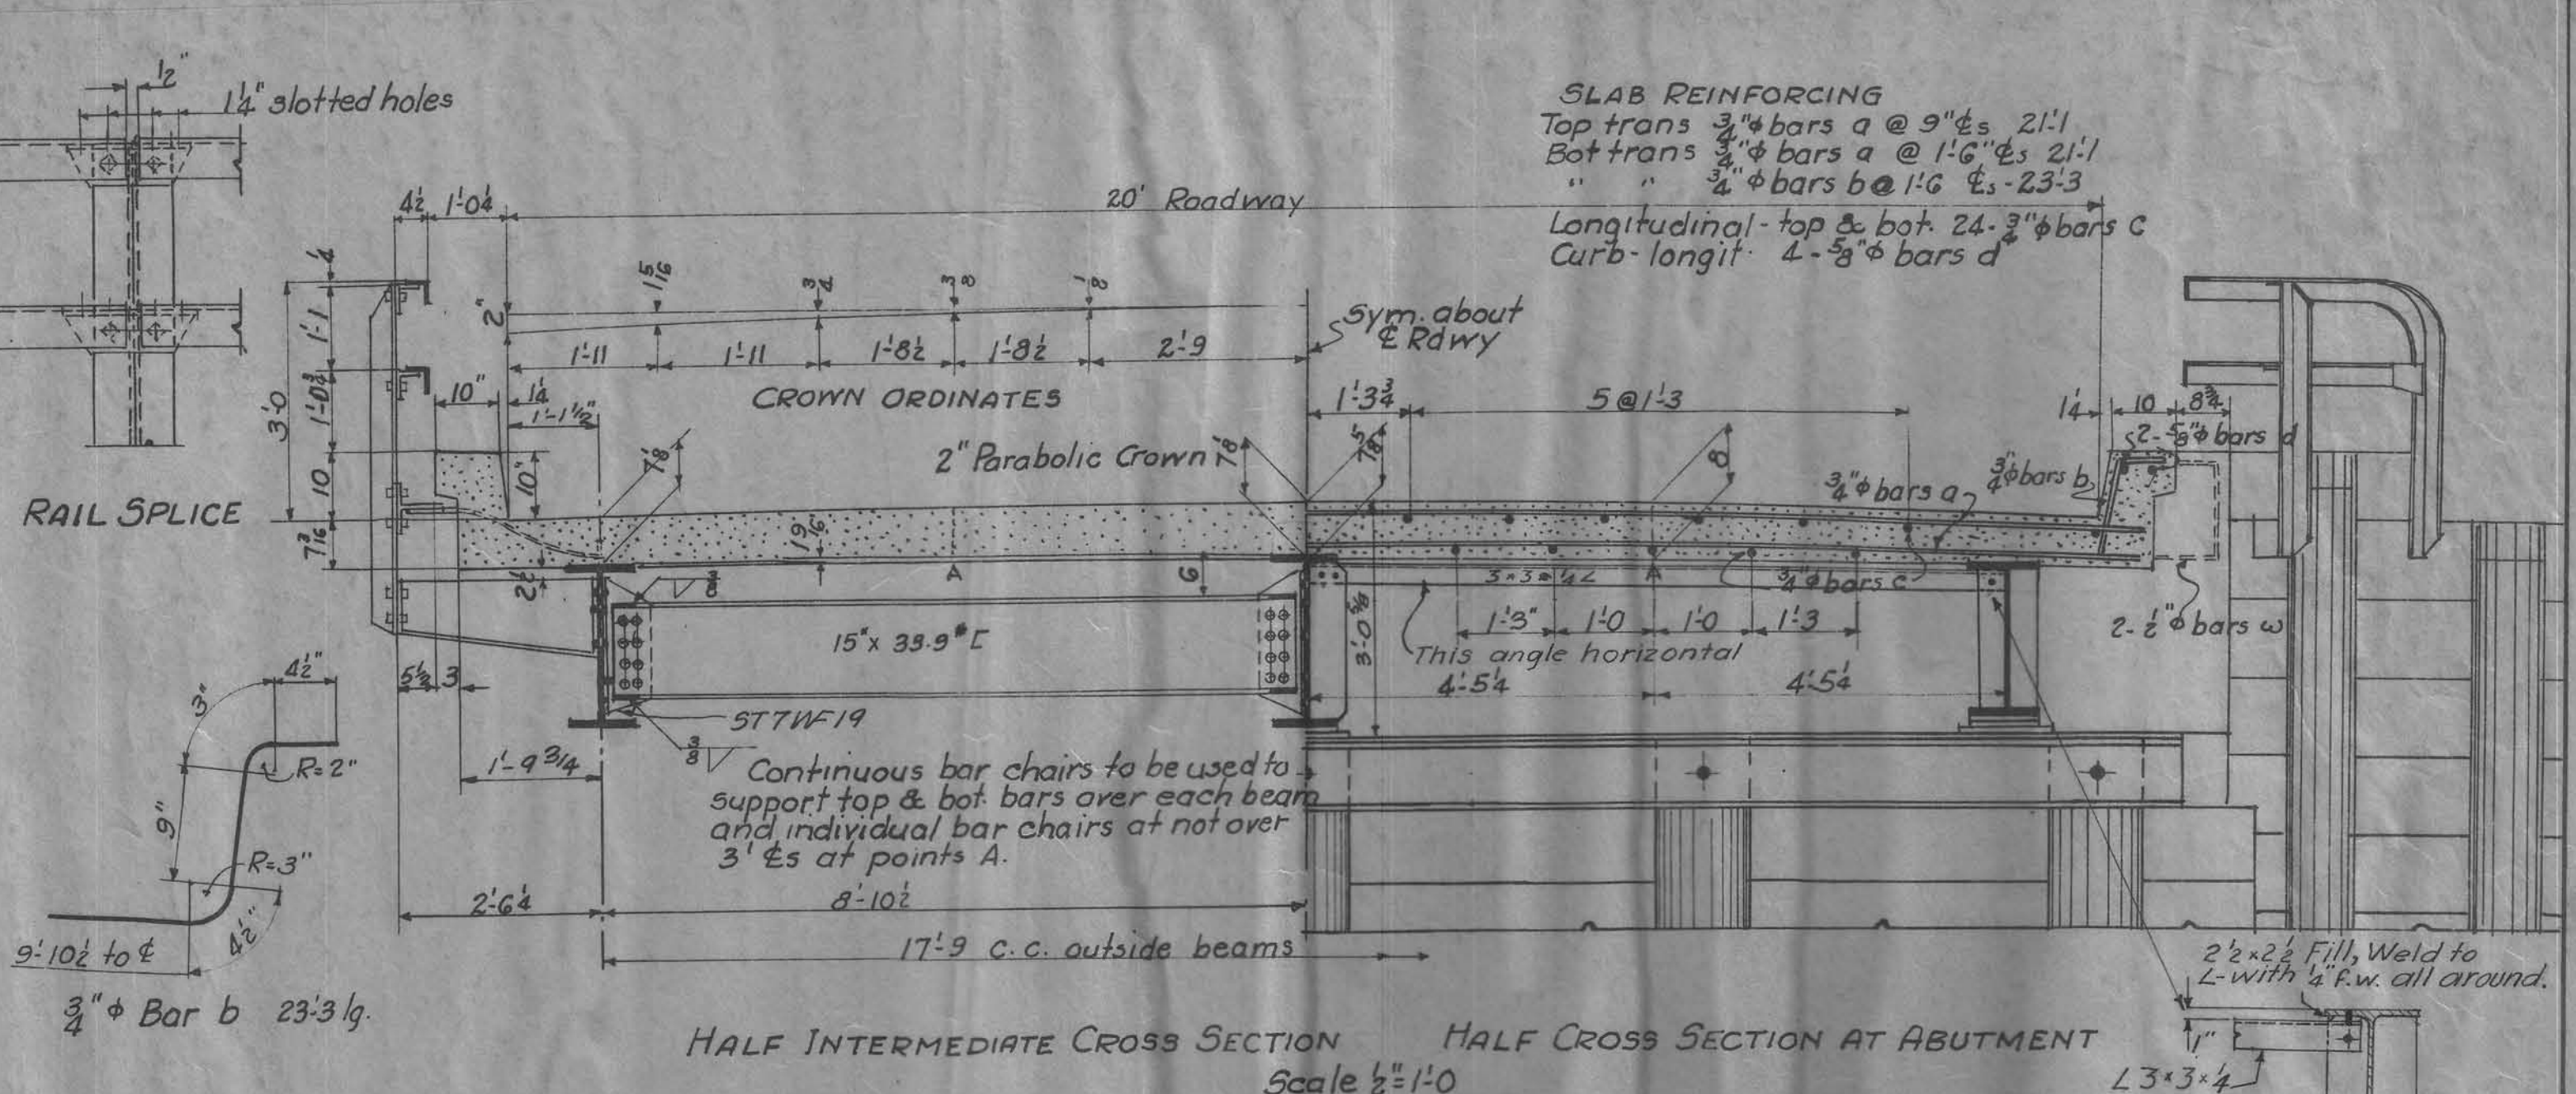 1/2"
1 1/4" slotted holes
RAIL SPLICE
SLAB REINFORCING
Top trans 3/4"ϕ bars a @ 9" ℄s 21'-1
Bot trans 3/4"ϕ bars a @ 1'-6" ℄s 21'-1
" " 3/4"ϕ bars b @ 1'-6 ℄s - 23'-3
Longitudinal - top & bot. 24 - 3/4"ϕ bars c
Curb - longit. 4 - 5/8"ϕ bars d
4 1/2 1'-0 1/4
20' Roadway
1/4
1'-1
1'-0 3/4
10
7 3/16
3'-0
2" 1 5/16 3/4 3/8 1/8
1'-11 1'-11 1'-8 1/2 1'-8 1/2 2'-9
CROWN ORDINATES
Sym. about
℄ Rdwy
10" 1 1/4
1'-1 1/2"
10"
7 1/8
2" Parabolic Crown 7 1/8
1'-3 3/4 5 @ 1'-3
7 5/8
8
1 1/4 10 8 3/4
2 - 5/8"ϕ bars d
3/4"ϕ bars a
3/4"ϕ bars b
2 1/2
19/16
A
6
3/8
3 x 3 x 1/4 L
A
3/4"ϕ bars c
15" x 33.9# [
3'-0 5/8
1'-3" 1'-0 1'-0 1'-3
This angle horizontal
4'-5 1/4 4'-5 1/4
2 - 1/2"ϕ bars w
5 1/2 3
ST7WF19
3/8
1'-9 3/4
Continuous bar chairs to be used to
support top & bot. bars over each beam
and individual bar chairs at not over
3' ℄s at points A.
2'-6 1/4 8'-10 1/2
17'-9 c.c. outside beams
4 1/2"
3"
R=2"
9"
R=3"
4 1/2"
9'-10 1/2 to ℄
3/4"ϕ Bar b 23'-3 lg.
2 1/2 x 2 1/2 Fill, Weld to
L - with 1/4" f.w. all around.
1"
L 3 x 3 x 1/4
HALF INTERMEDIATE CROSS SECTION
HALF CROSS SECTION AT ABUTMENT
Scale 1/2"=1'-0